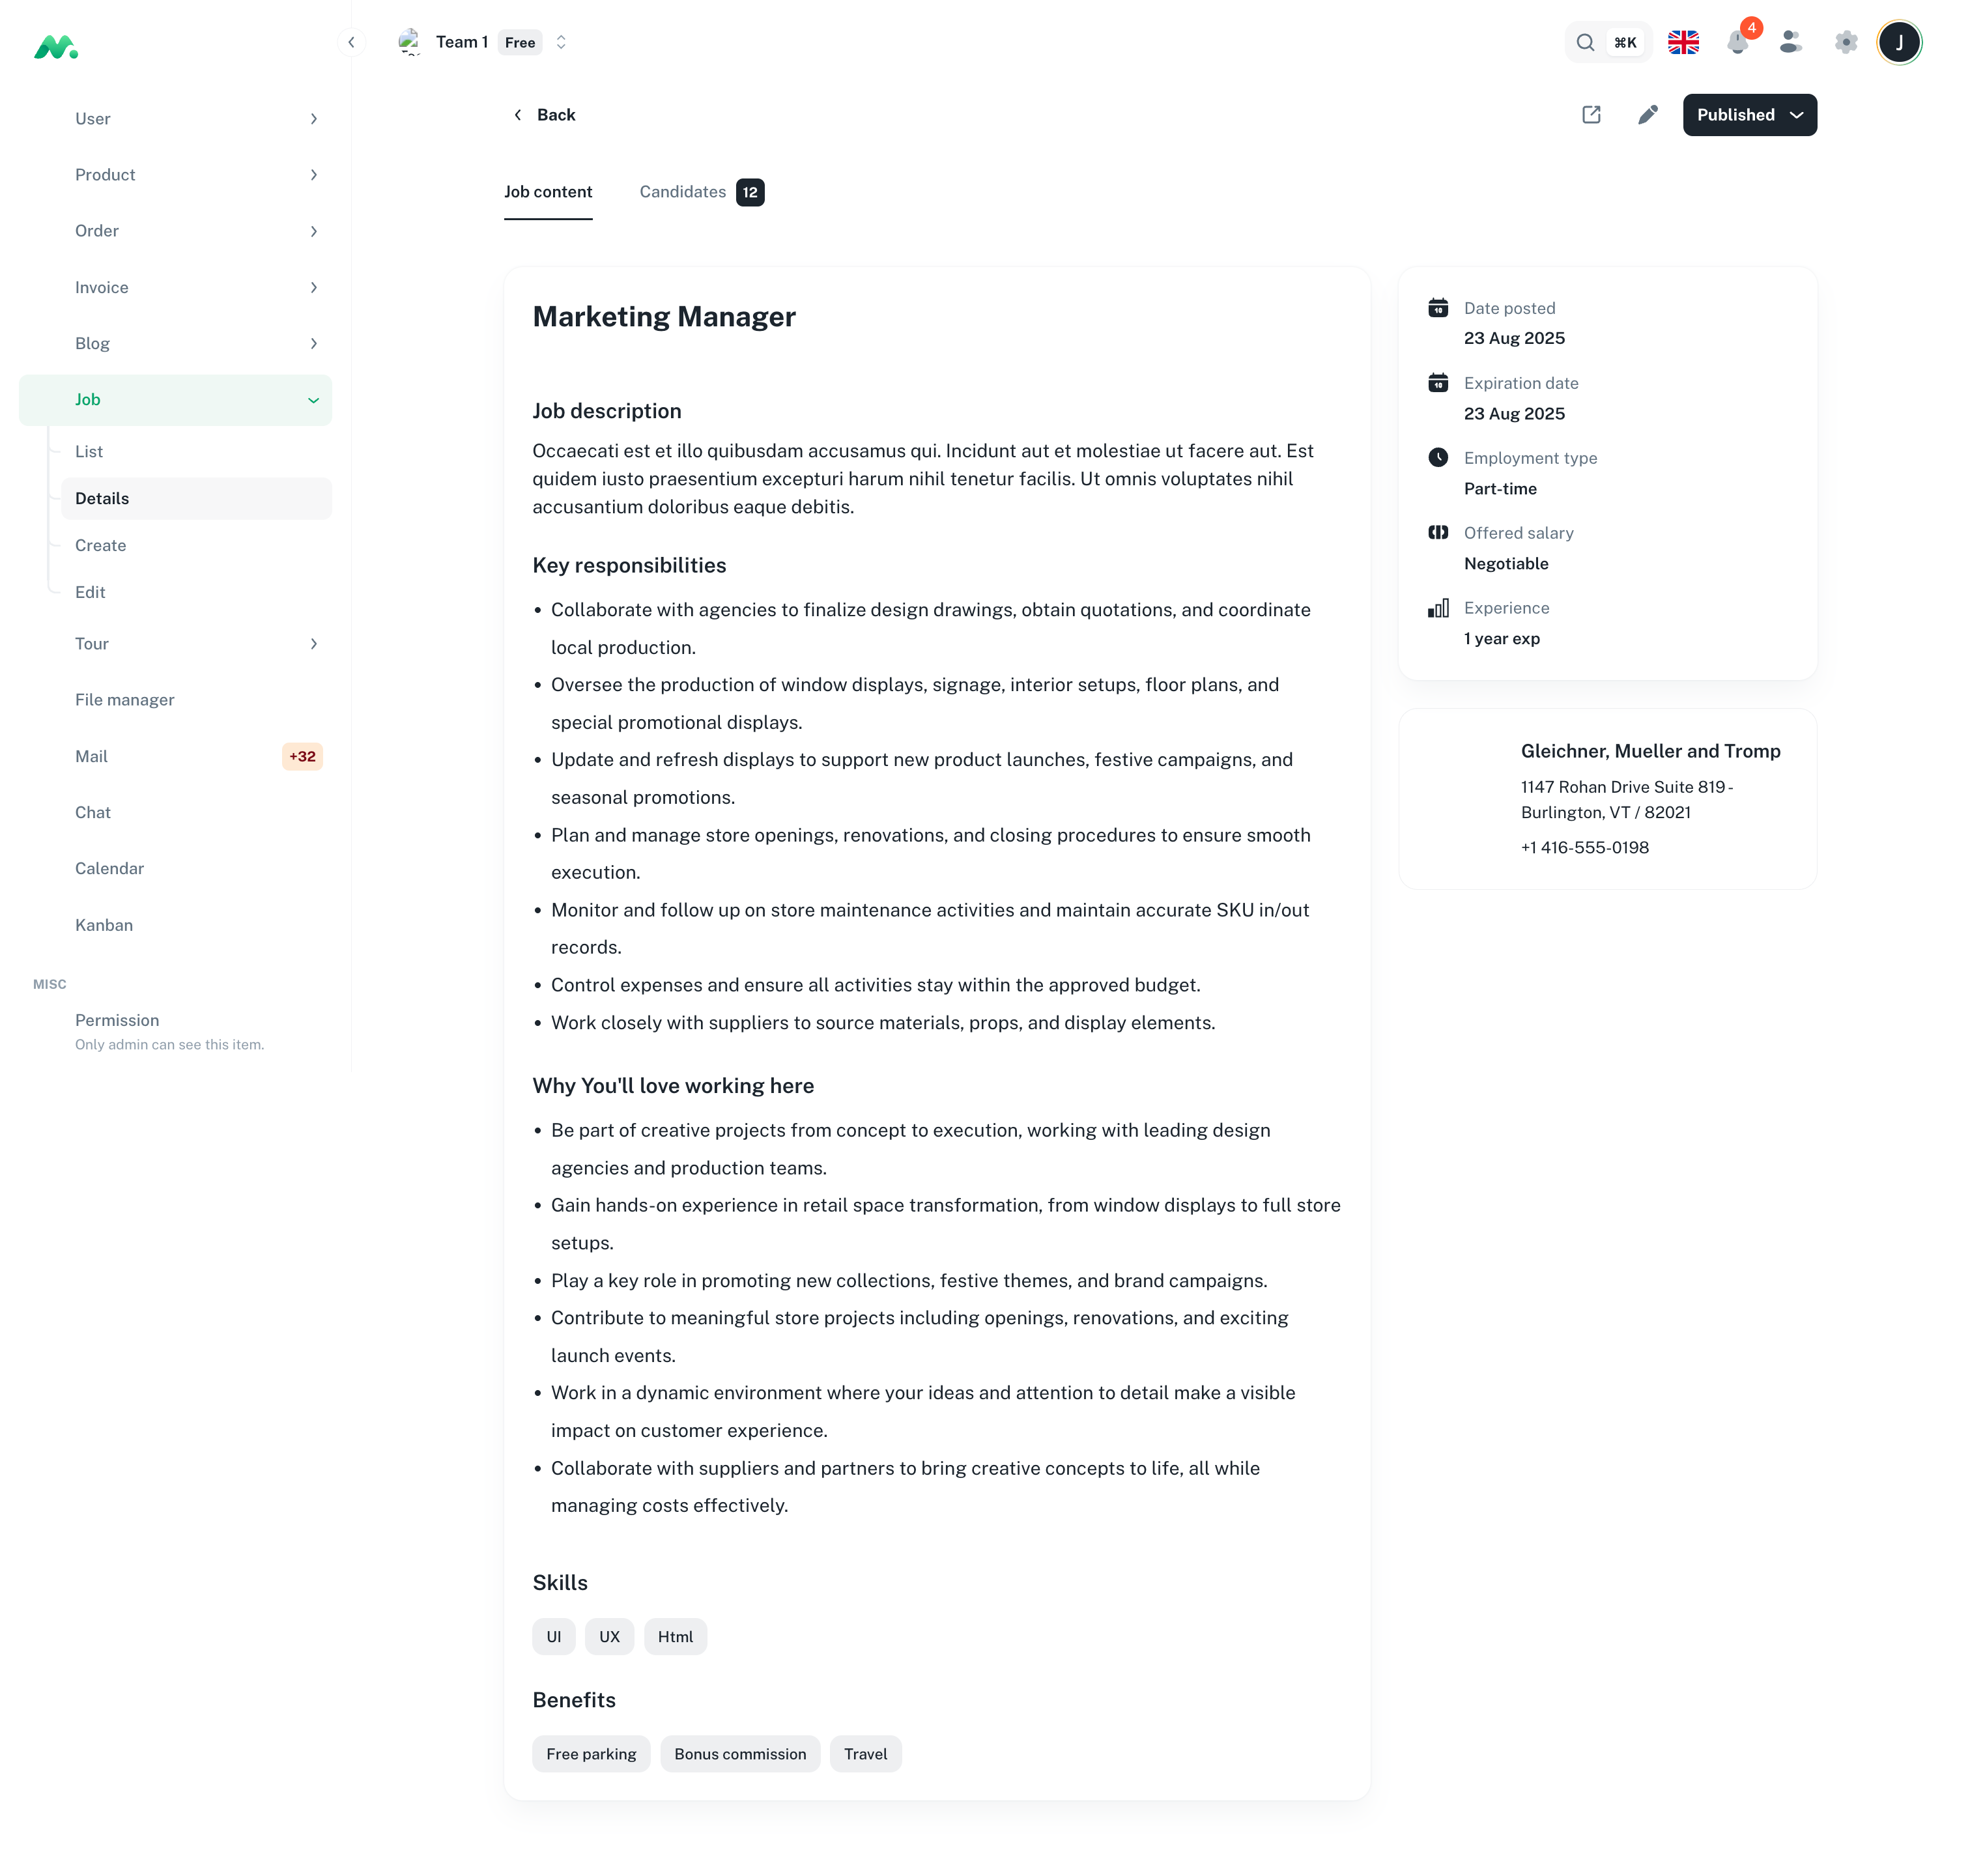 Team 1 Free
⌘K
4
J
User
Product
Order
Invoice
Blog
Job
List
Details
Create
Edit
Tour
File manager
Mail +32
Chat
Calendar
Kanban
MISC
Permission
Only admin can see this item.
Back
Published
Job content
Candidates 12
Marketing Manager
Job description
Occaecati est et illo quibusdam accusamus qui. Incidunt aut et molestiae ut facere aut. Est
quidem iusto praesentium excepturi harum nihil tenetur facilis. Ut omnis voluptates nihil
accusantium doloribus eaque debitis.
Key responsibilities
• Collaborate with agencies to finalize design drawings, obtain quotations, and coordinate
local production.
• Oversee the production of window displays, signage, interior setups, floor plans, and
special promotional displays.
• Update and refresh displays to support new product launches, festive campaigns, and
seasonal promotions.
• Plan and manage store openings, renovations, and closing procedures to ensure smooth
execution.
• Monitor and follow up on store maintenance activities and maintain accurate SKU in/out
records.
• Control expenses and ensure all activities stay within the approved budget.
• Work closely with suppliers to source materials, props, and display elements.
Why You'll love working here
• Be part of creative projects from concept to execution, working with leading design
agencies and production teams.
• Gain hands-on experience in retail space transformation, from window displays to full store
setups.
• Play a key role in promoting new collections, festive themes, and brand campaigns.
• Contribute to meaningful store projects including openings, renovations, and exciting
launch events.
• Work in a dynamic environment where your ideas and attention to detail make a visible
impact on customer experience.
• Collaborate with suppliers and partners to bring creative concepts to life, all while
managing costs effectively.
Skills
UI UX Html
Benefits
Free parking Bonus commission Travel
Date posted
23 Aug 2025
Expiration date
23 Aug 2025
Employment type
Part-time
Offered salary
Negotiable
Experience
1 year exp
Gleichner, Mueller and Tromp
1147 Rohan Drive Suite 819 -
Burlington, VT / 82021
+1 416-555-0198